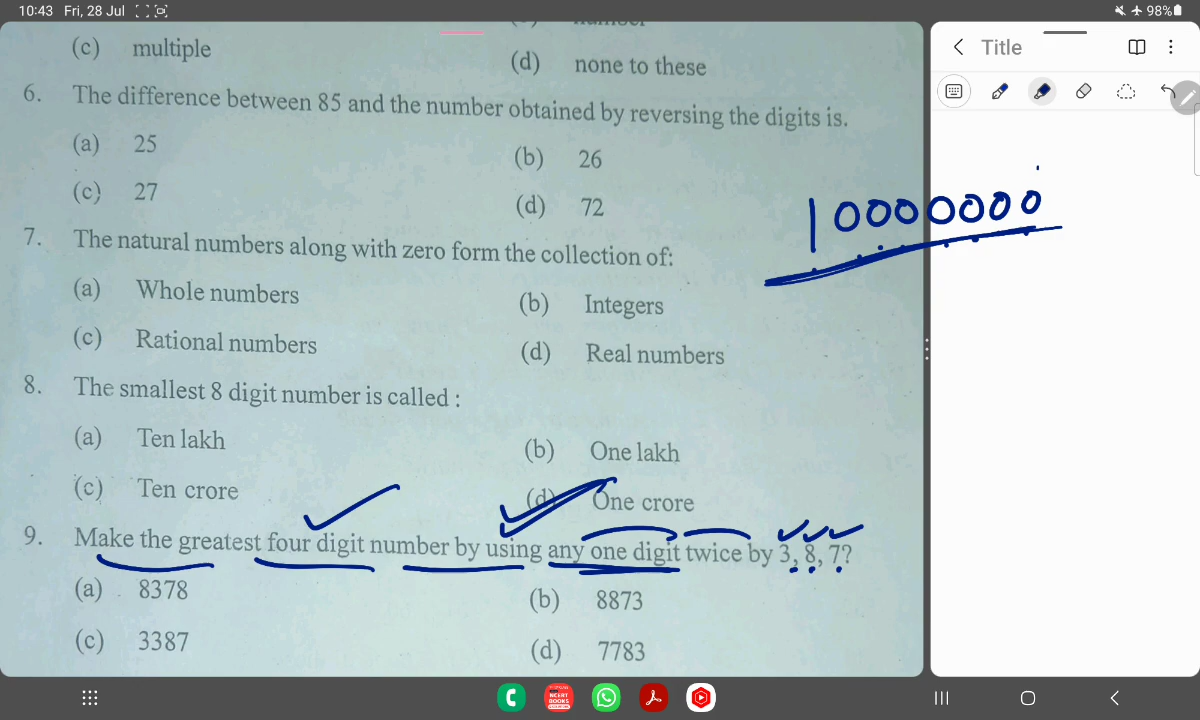 10:43 Fri, 28 Jul 98%
(c) multiple
(d) none to these
6. The difference between 85 and the number obtained by reversing the digits is.
(a) 25
(b) 26
(c) 27
(d) 72
7. The natural numbers along with zero form the collection of:
(a) Whole numbers
(b) Integers
(c) Rational numbers
(d) Real numbers
8. The smallest 8 digit number is called :
(a) Ten lakh
(b) One lakh
(c) Ten crore
(d) One crore
9. Make the greatest four digit number by using any one digit twice by 3, 8, 7?
(a) 8378
(b) 8873
(c) 3387
(d) 7783
Title
10000000